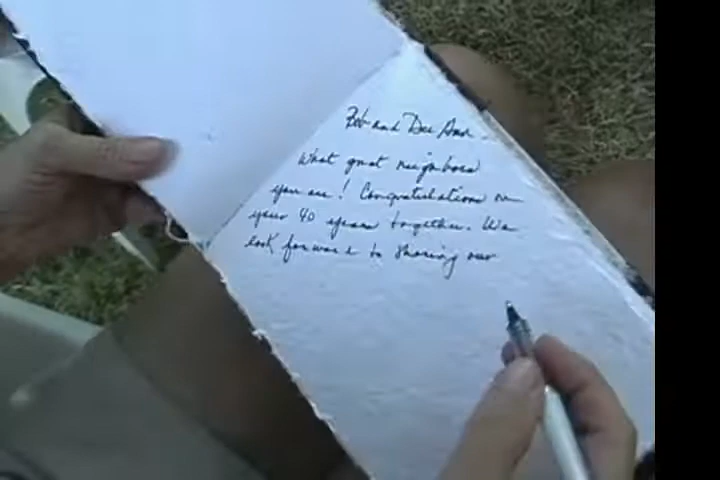 Bob and Dee Ann -
What great neighbors
you are! Congratulations on
your 40 years together. We
look forward to sharing our